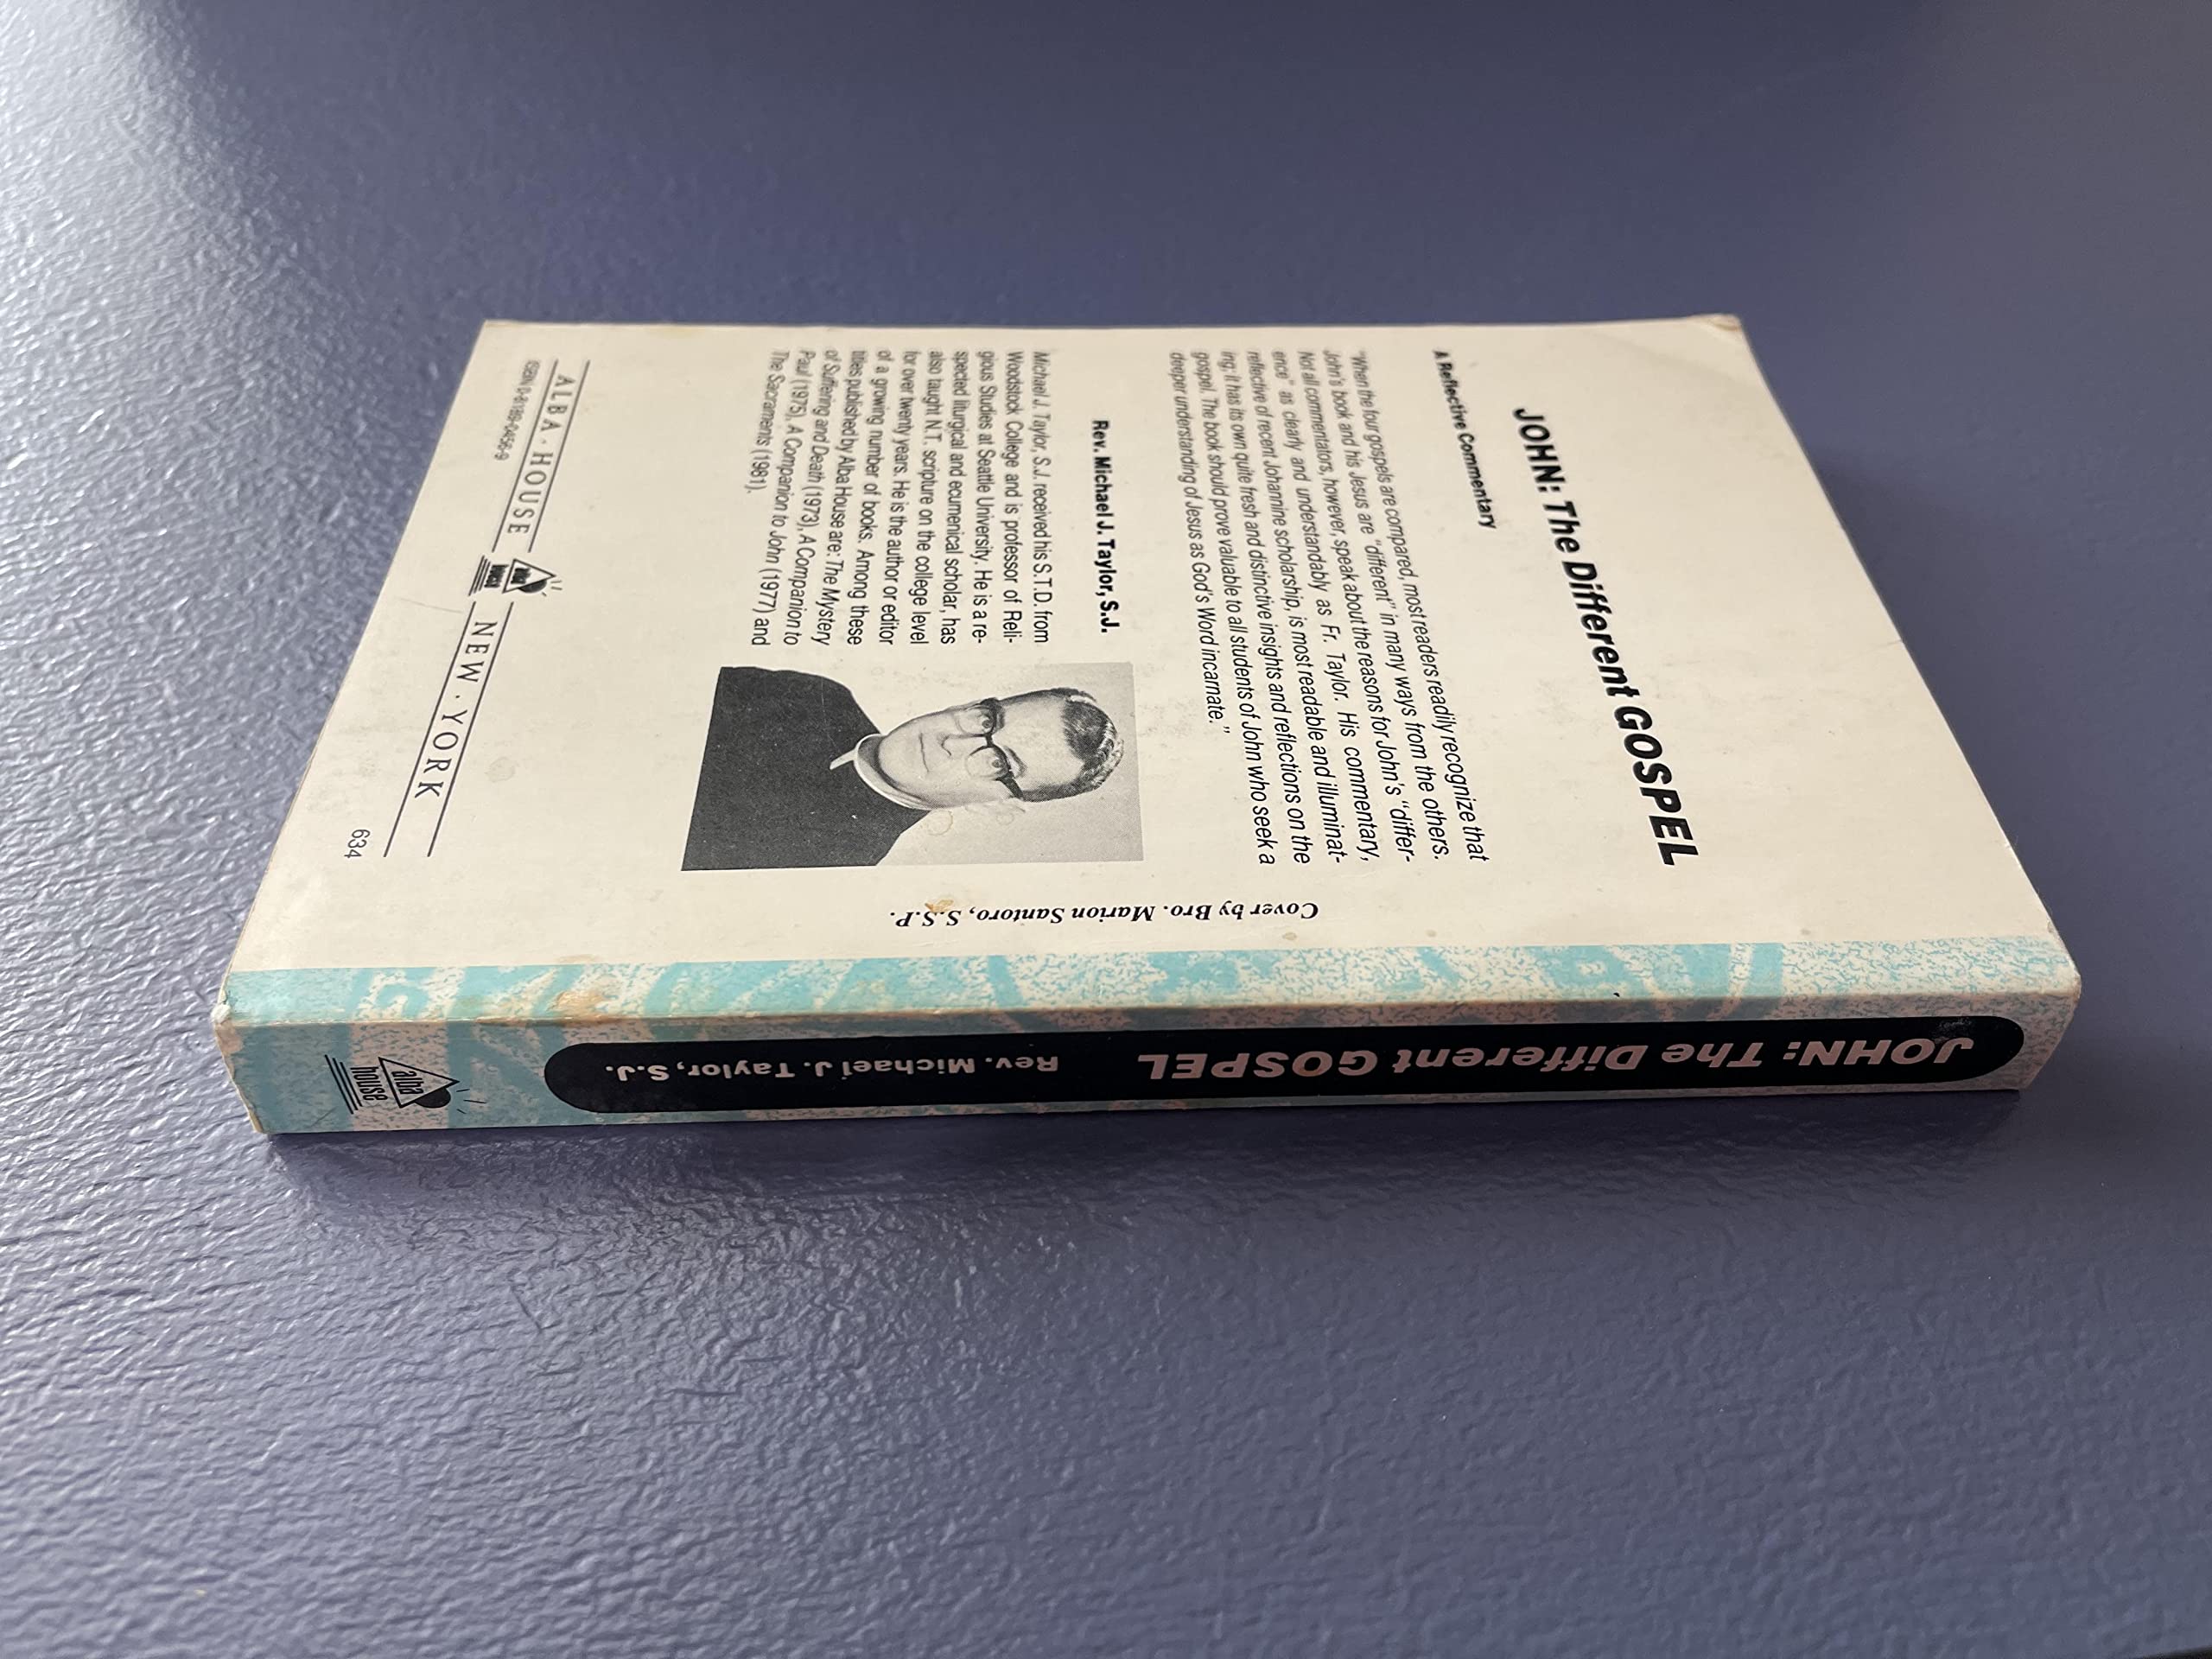 JOHN: The Different GOSPEL
A Reflective Commentary
"When the four gospels are compared, most readers readily recognize that
John's book and his Jesus are "different" in many ways from the others.
Not all commentators, however, speak about the reasons for John's "differ-
ence" as clearly and understandably as Fr. Taylor. His commentary,
reflective of recent Johannine scholarship, is most readable and illuminat-
ing; it has its own quite fresh and distinctive insights and reflections on the
gospel. The book should prove valuable to all students of John who seek a
deeper understanding of Jesus as God's Word incarnate."
Rev. Michael J. Taylor, S.J.
Michael J. Taylor, S.J. received his S.T.D. from
Woodstock College and is professor of Reli-
gious Studies at Seattle University. He is a re-
spected liturgical and ecumenical scholar, has
also taught N.T. scripture on the college level
for over twenty years. He is the author or editor
of a growing number of books. Among these
titles published by Alba House are: The Mystery
of Suffering and Death (1973), A Companion to
Paul (1975), A Companion to John (1977) and
The Sacraments (1981).
Cover by Bro. Marion Santoro, S.S.P.
ALBA · HOUSE
alba house
NEW · YORK
ISBN 0-8189-0456-9
634
JOHN: The Different GOSPEL
Rev. Michael J. Taylor, S.J.
alba
house